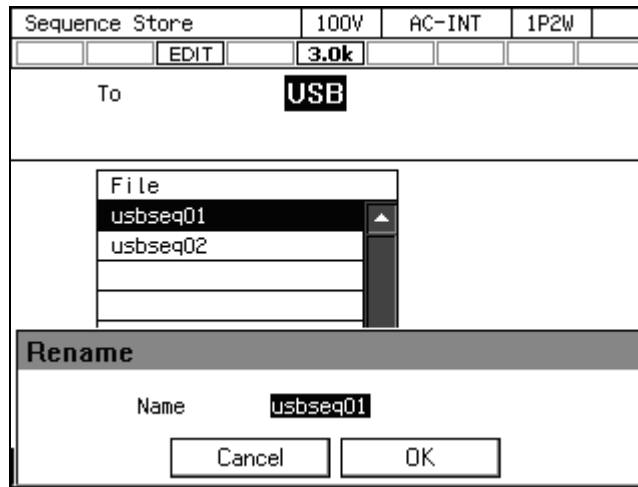 Sequence Store 100V AC-INT 1P2W
EDIT 3.0k
To USB
File
usbseq01
usbseq02
Rename
Name usbseq01
Cancel OK